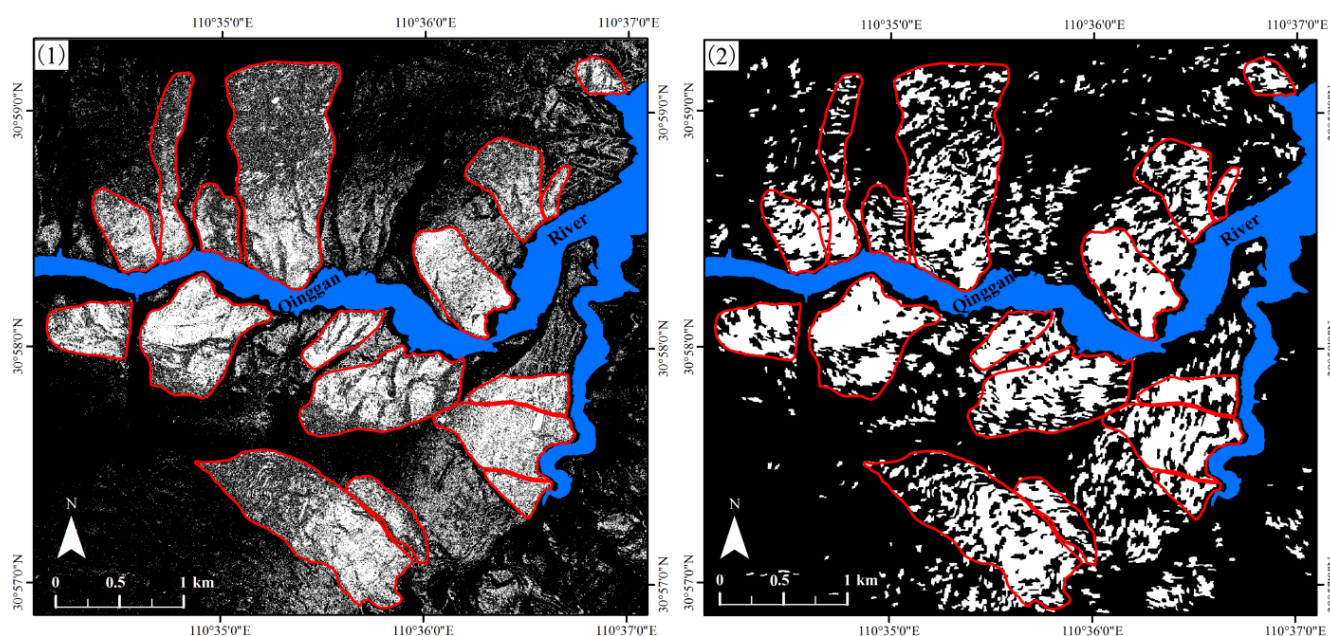 110°35'0"E 110°36'0"E 110°37'0"E 110°35'0"E 110°36'0"E 110°37'0"E
(1) (2)
30°59'0"N 30°59'0"N
River River
Qinggan Qinggan
30°58'0"N 30°58'0"N 30°58'0"N
N N
0 0.5 1 km 0 0.5 1 km
30°57'0"N 30°57'0"N
110°35'0"E 110°36'0"E 110°37'0"E 110°35'0"E 110°36'0"E 110°37'0"E